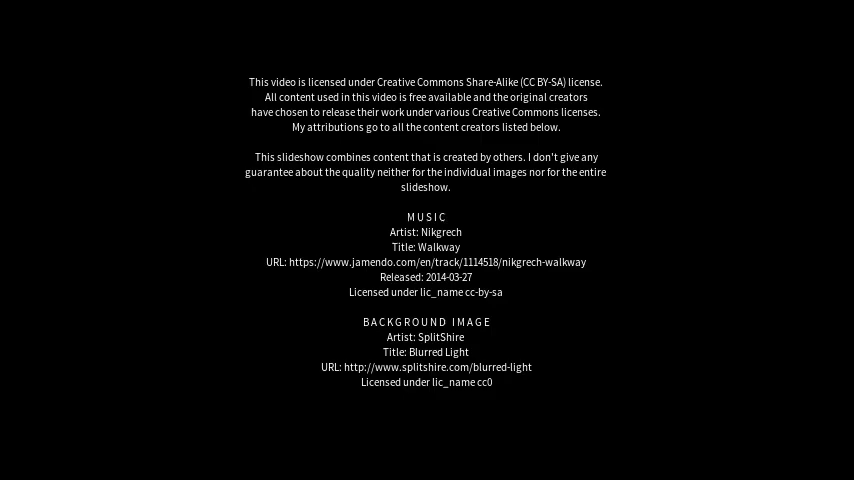 This video is licensed under Creative Commons Share-Alike (CC BY-SA) license.
All content used in this video is free available and the original creators
have chosen to release their work under various Creative Commons licenses.
My attributions go to all the content creators listed below.
This slideshow combines content that is created by others. I don't give any
guarantee about the quality neither for the individual images nor for the entire
slideshow.
MUSIC
Artist: Nikgrech
Title: Walkway
URL: https://www.jamendo.com/en/track/1114518/nikgrech-walkway
Released: 2014-03-27
Licensed under lic_name cc-by-sa
BACKGROUND IMAGE
Artist: SplitShire
Title: Blurred Light
URL: http://www.splitshire.com/blurred-light
Licensed under lic_name cc0